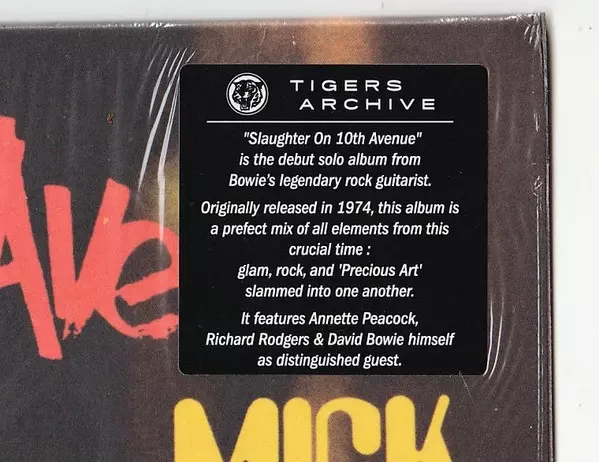 TIGERS
ARCHIVE
"Slaughter On 10th Avenue"
is the debut solo album from
Bowie's legendary rock guitarist.
Originally released in 1974, this album is
a prefect mix of all elements from this
crucial time :
glam, rock, and 'Precious Art'
slammed into one another.
It features Annette Peacock,
Richard Rodgers & David Bowie himself
as distinguished guest.
Ave
MICK